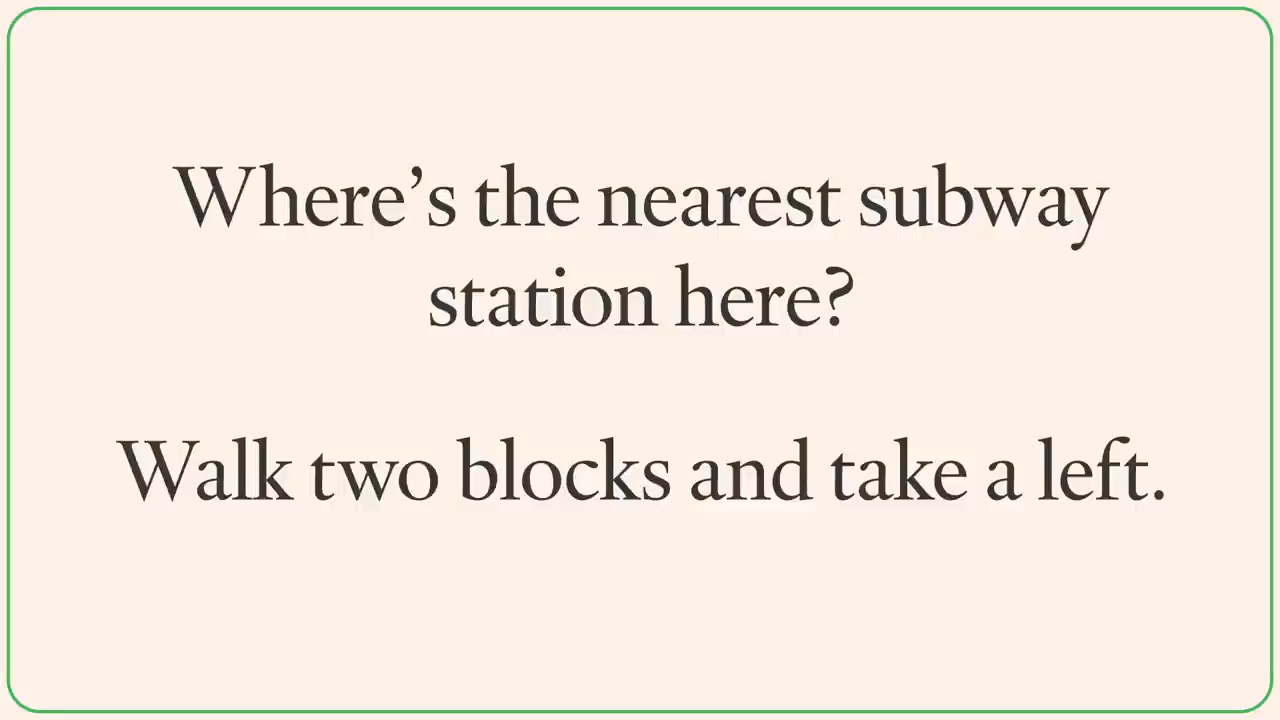 Where’s the nearest subway
station here?
Walk two blocks and take a left.